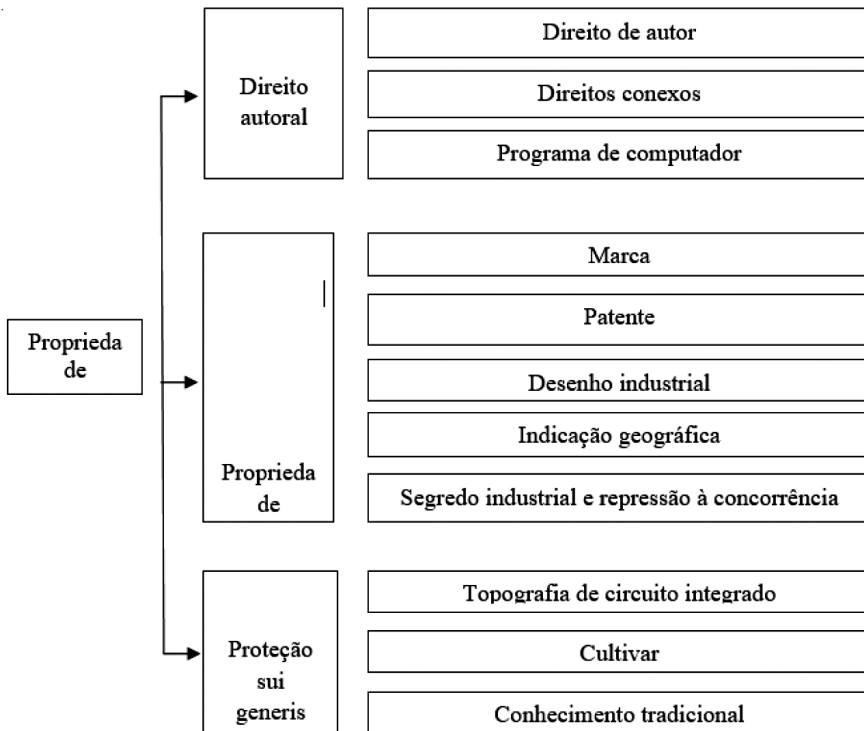 Proprieda
de
Direito
autoral
Direito de autor
Direitos conexos
Programa de computador
Proprieda
de
Marca
Patente
Desenho industrial
Indicação geográfica
Segredo industrial e repressão à concorrência
Proteção
sui
generis
Topografia de circuito integrado
Cultivar
Conhecimento tradicional